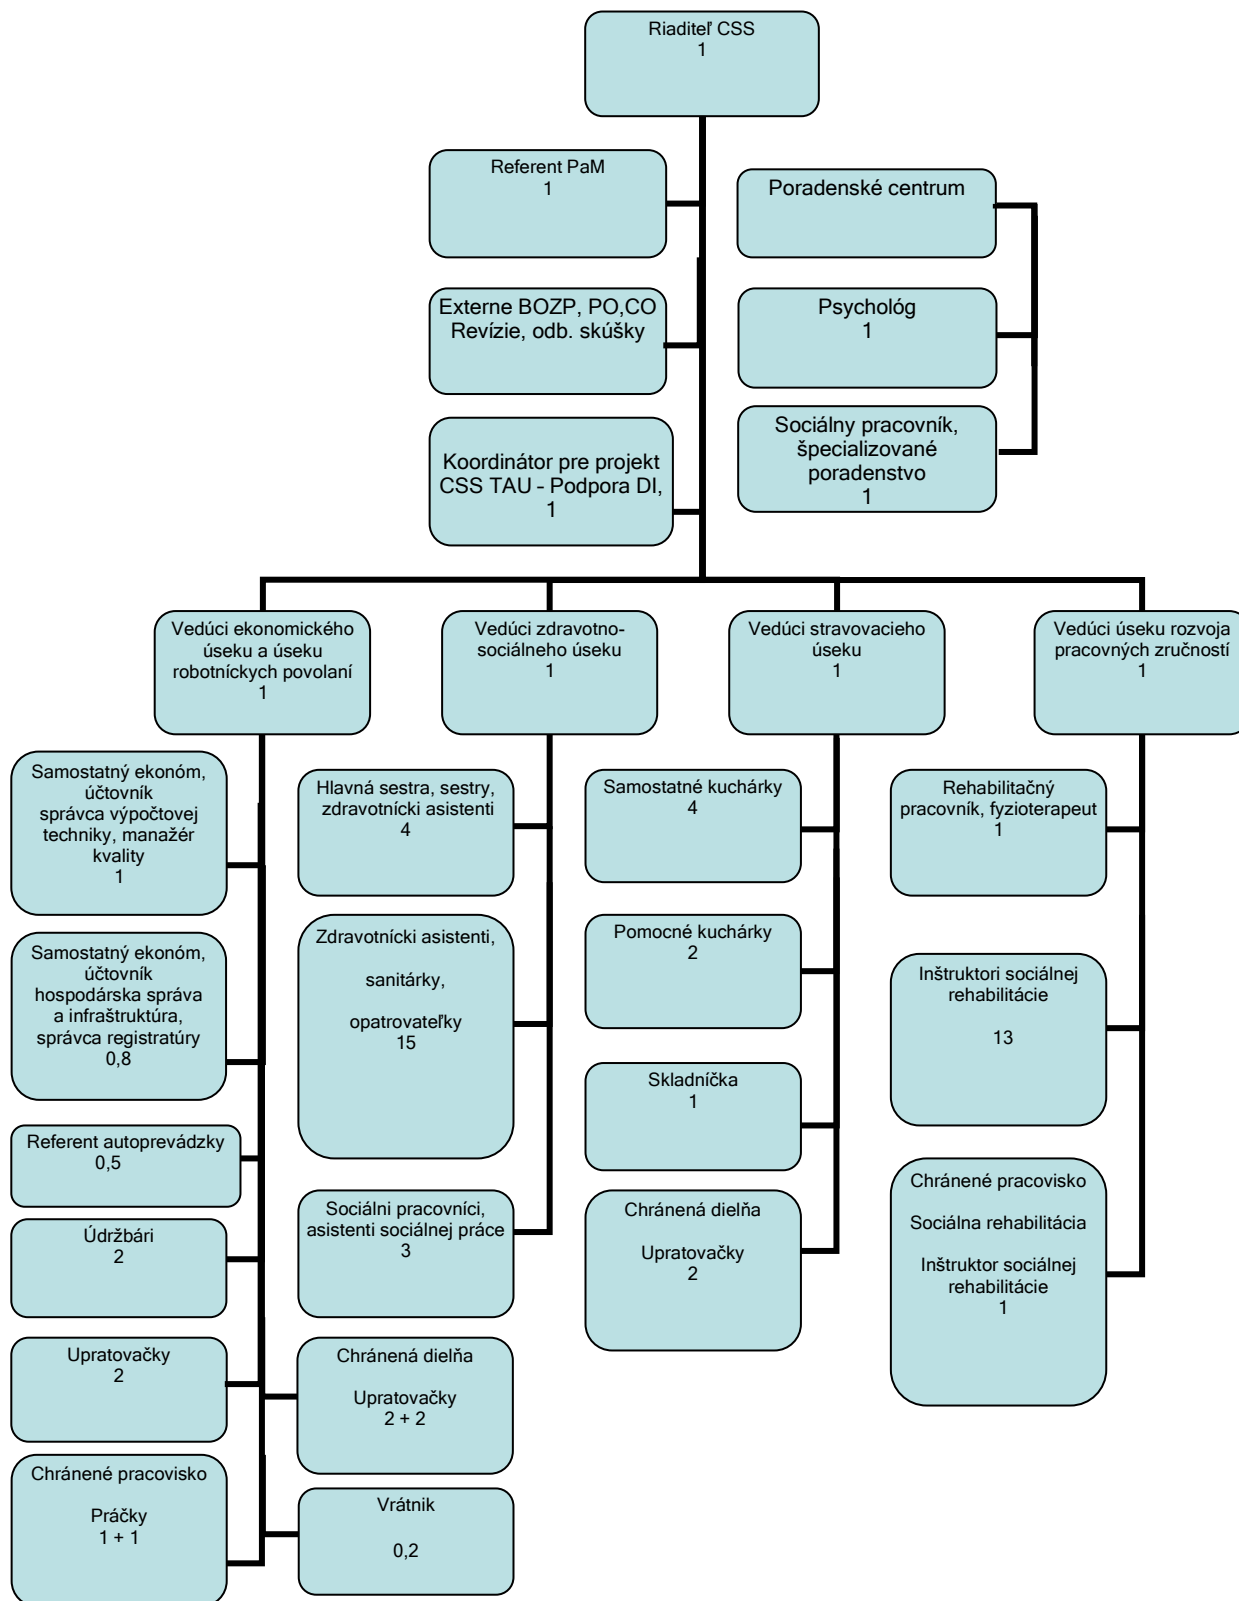 Riaditeľ CSS
1
Referent PaM
1
Poradenské centrum
Externe BOZP, PO,CO
Revízie, odb. skúšky
Psychológ
1
Koordinátor pre projekt
CSS TAU - Podpora DI,
1
Sociálny pracovník,
špecializované
poradenstvo
1
Vedúci ekonomického
úseku a úseku
robotníckych povolaní
1
Vedúci zdravotno-
sociálneho úseku
1
Vedúci stravovacieho
úseku
1
Vedúci úseku rozvoja
pracovných zručností
1
Samostatný ekonóm,
účtovník
správca výpočtovej
techniky, manažér
kvality
1
Hlavná sestra, sestry,
zdravotnícki asistenti
4
Samostatné kuchárky
4
Rehabilitačný
pracovník, fyzioterapeut
1
Samostatný ekonóm,
účtovník
hospodárska správa
a infraštruktúra,
správca registratúry
0,8
Zdravotnícki asistenti,
sanitárky,
opatrovateľky
15
Pomocné kuchárky
2
Inštruktori sociálnej
rehabilitácie
13
Skladníčka
1
Referent autoprevádzky
0,5
Údržbári
2
Sociálni pracovníci,
asistenti sociálnej práce
3
Chránená dielňa
Upratovačky
2
Chránené pracovisko
Sociálna rehabilitácia
Inštruktor sociálnej
rehabilitácie
1
Upratovačky
2
Chránená dielňa
Upratovačky
2 + 2
Chránené pracovisko
Práčky
1 + 1
Vrátnik
0,2